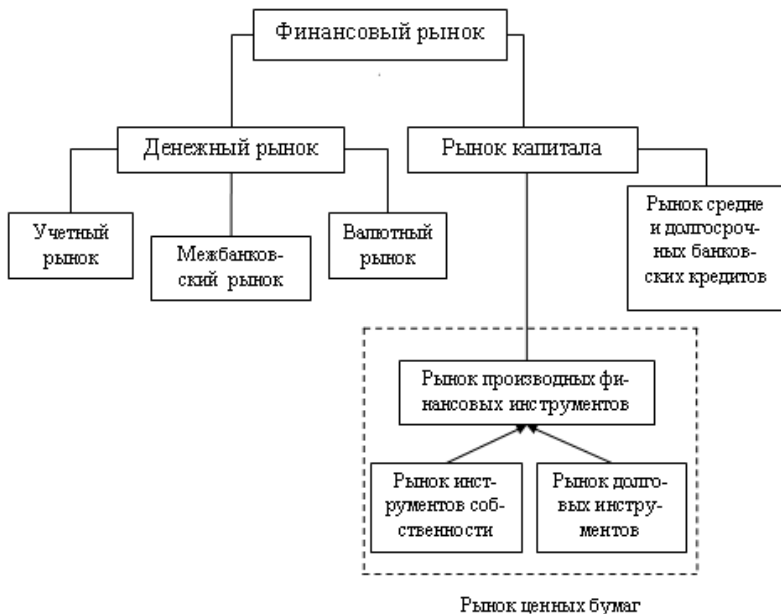 Финансовый рынок
Денежный рынок
Рынок капитала
Учетный
рынок
Межбанков-
ский рынок
Валютный
рынок
Рынок средне
и долгосроч-
ных банков-
ских кредитов
Рынок производных фи-
нансовых инструментов
Рынок инст-
рументов соб-
ственности
Рынок долго-
вых инстру-
ментов
Рынок ценных бумаг